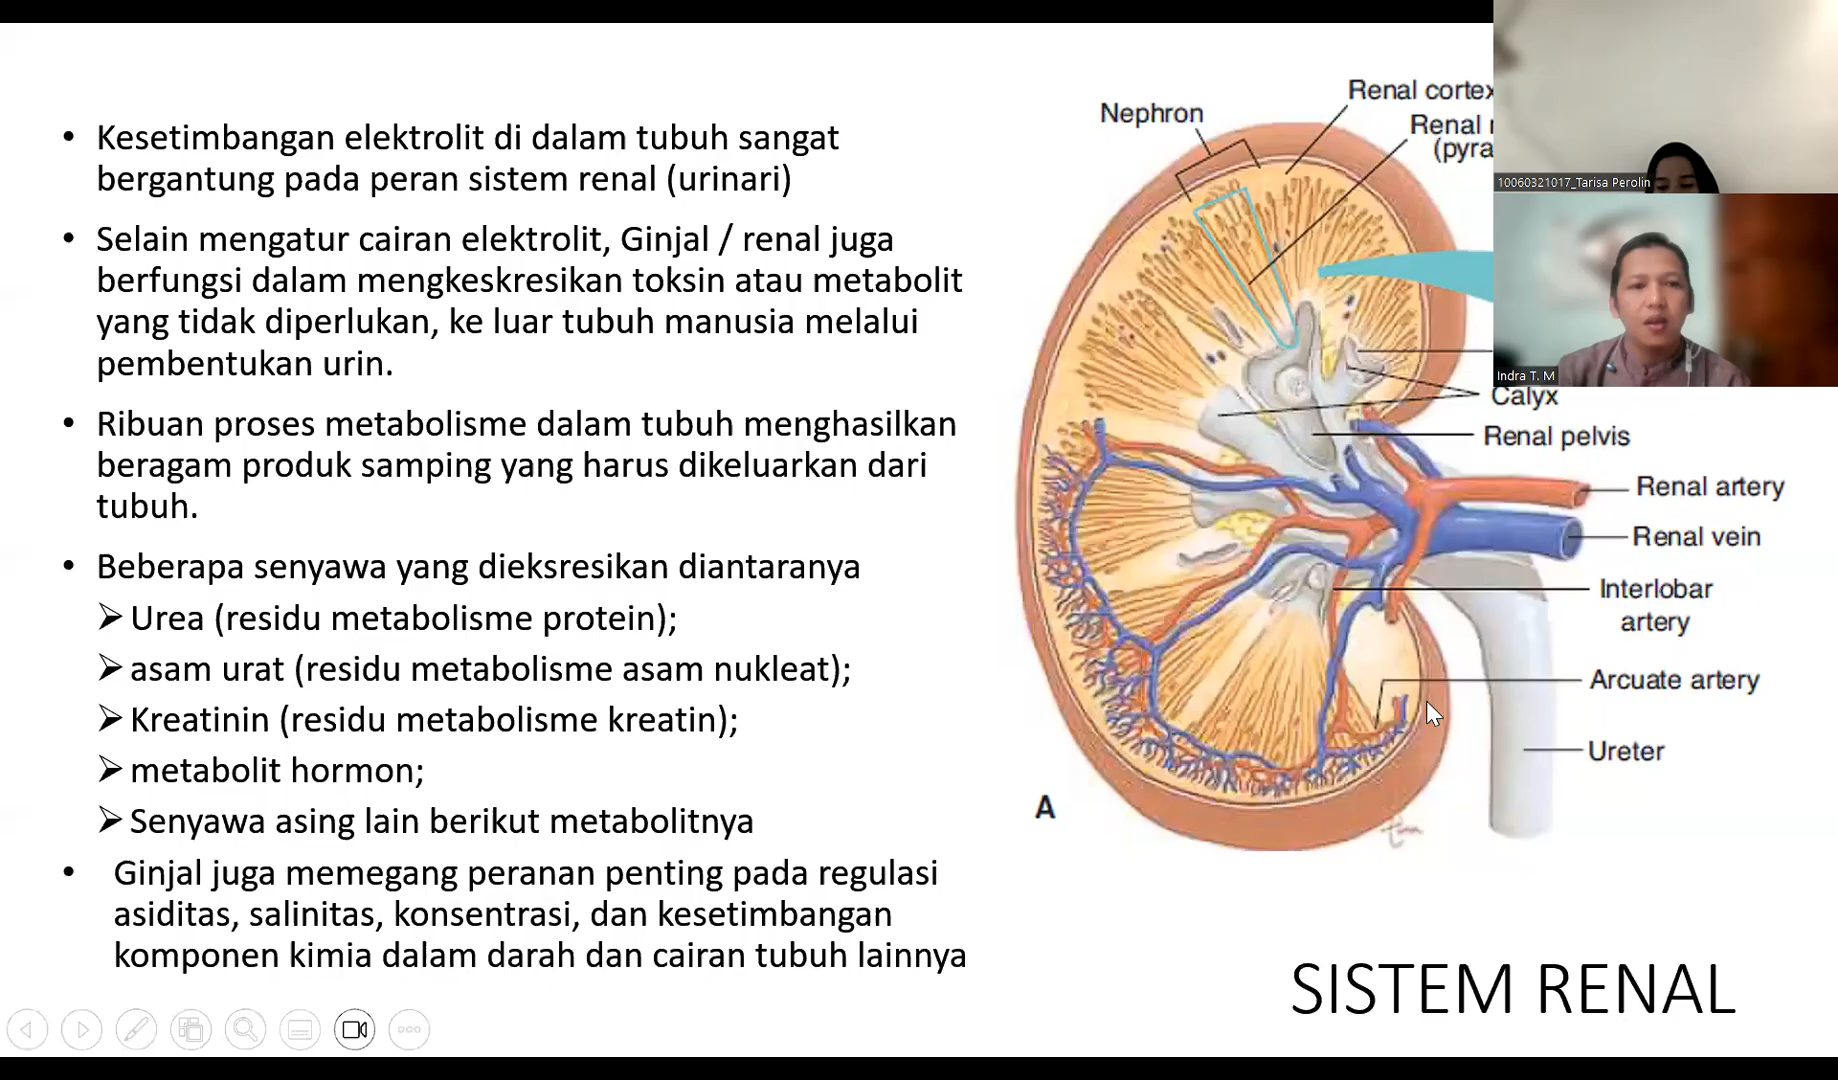 • Kesetimbangan elektrolit di dalam tubuh sangat
bergantung pada peran sistem renal (urinari)
• Selain mengatur cairan elektrolit, Ginjal / renal juga
berfungsi dalam mengkeskresikan toksin atau metabolit
yang tidak diperlukan, ke luar tubuh manusia melalui
pembentukan urin.
• Ribuan proses metabolisme dalam tubuh menghasilkan
beragam produk samping yang harus dikeluarkan dari
tubuh.
• Beberapa senyawa yang dieksresikan diantaranya
➢ Urea (residu metabolisme protein);
➢ asam urat (residu metabolisme asam nukleat);
➢ Kreatinin (residu metabolisme kreatin);
➢ metabolit hormon;
➢ Senyawa asing lain berikut metabolitnya
• Ginjal juga memegang peranan penting pada regulasi
asiditas, salinitas, konsentrasi, dan kesetimbangan
komponen kimia dalam darah dan cairan tubuh lainnya
Nephron
Renal cortex
Renal
(pyra
Calyx
Renal pelvis
Renal artery
Renal vein
Interlobar
artery
Arcuate artery
Ureter
A
SISTEM RENAL
10060321017_Tarisa Perolin
Indra T. M